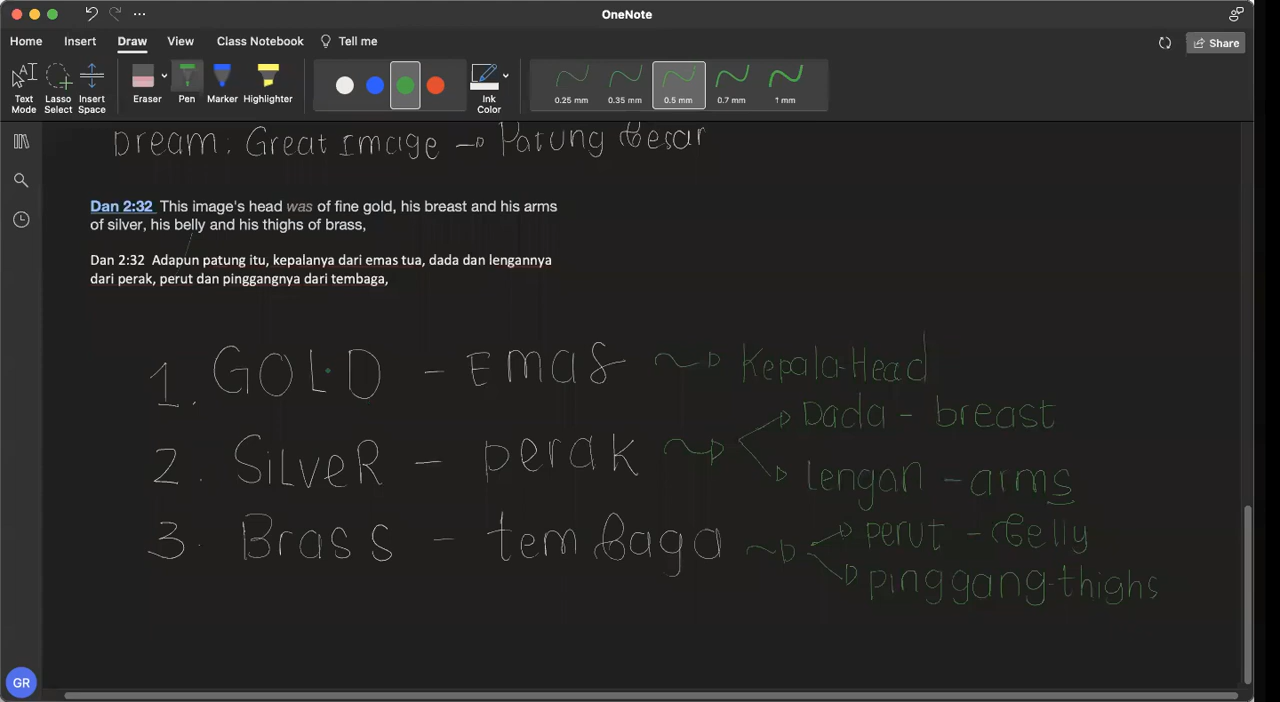 OneNote
Home Insert Draw View Class Notebook Tell me
Share
Text Mode
Lasso Select
Insert Space
Eraser
Pen
Marker
Highlighter
Ink Color
0.25 mm
0.35 mm
0.5 mm
0.7 mm
1 mm
Dream: Great Image → Patung Besar
Dan 2:32 This image's head was of fine gold, his breast and his arms
of silver, his belly and his thighs of brass,
Dan 2:32 Adapun patung itu, kepalanya dari emas tua, dada dan lengannya
dari perak, perut dan pinggangnya dari tembaga,
1. GOLD - EMAS → Kepala-Head
2. SiLveR - perak → Dada - breast
Lengan - arms
3. Brass - tembaga → perut - Belly
pinggang-thighs
GR